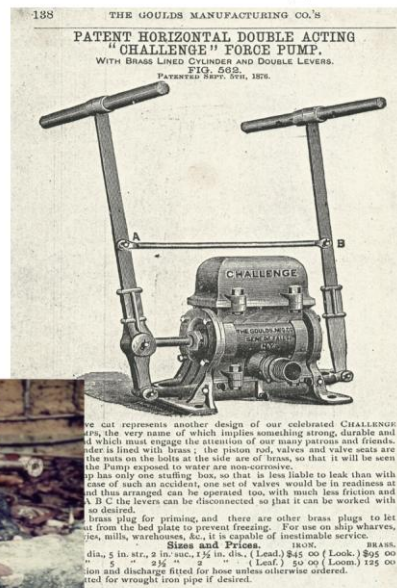 138 THE GOULDS MANUFACTURING CO.'S
PATENT HORIZONTAL DOUBLE ACTING
"CHALLENGE" FORCE PUMP.
WITH BRASS LINED CYLINDER AND DOUBLE LEVERS.
FIG. 562.
PATENTED SEPT. 5TH, 1876.
A
B
CHALLENGE
THE GOULDS MFG. CO.
SENECA FALLS
N.Y.
ve cut represents another design of our celebrated CHALLENGE
MPS, the very name of which implies something strong, durable and
d which must engage the attention of our many patrons and friends.
nder is lined with brass; the piston rod, valves and valve seats are
the nuts on the bolts at the side are of brass, so that it will be seen
the Pump exposed to water are non-corrosive.
p has only one stuffing box, so that is less liable to leak than with
case of such an accident, one set of valves would be in readiness at
nd thus arranged can be operated too, with much less friction and
A B C the levers can be disconnected so that it can be worked with
so desired.
brass plug for priming, and there are other brass plugs to let
ut from the bed plate to prevent freezing. For use on ship wharves,
ies, mills, warehouses, &c., it is capable of inestimable service.
Sizes and Prices. IRON. BRASS.
dia., 5 in. str., 2 in. suc., 1½ in. dis., (Lead.) $45 00 (Look.) $95 00
" 5 " 2½ " 2 " (Leaf.) 50 00 (Loom.) 125 00
tion and discharge fitted for hose unless otherwise ordered.
tted for wrought iron pipe if desired.